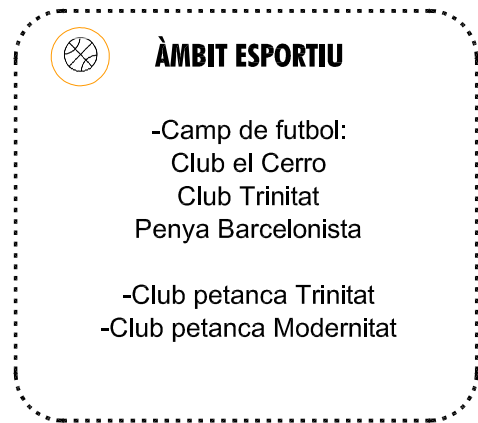 ÀMBIT ESPORTIU
-Camp de futbol:
Club el Cerro
Club Trinitat
Penya Barcelonista
-Club petanca Trinitat
-Club petanca Modernitat